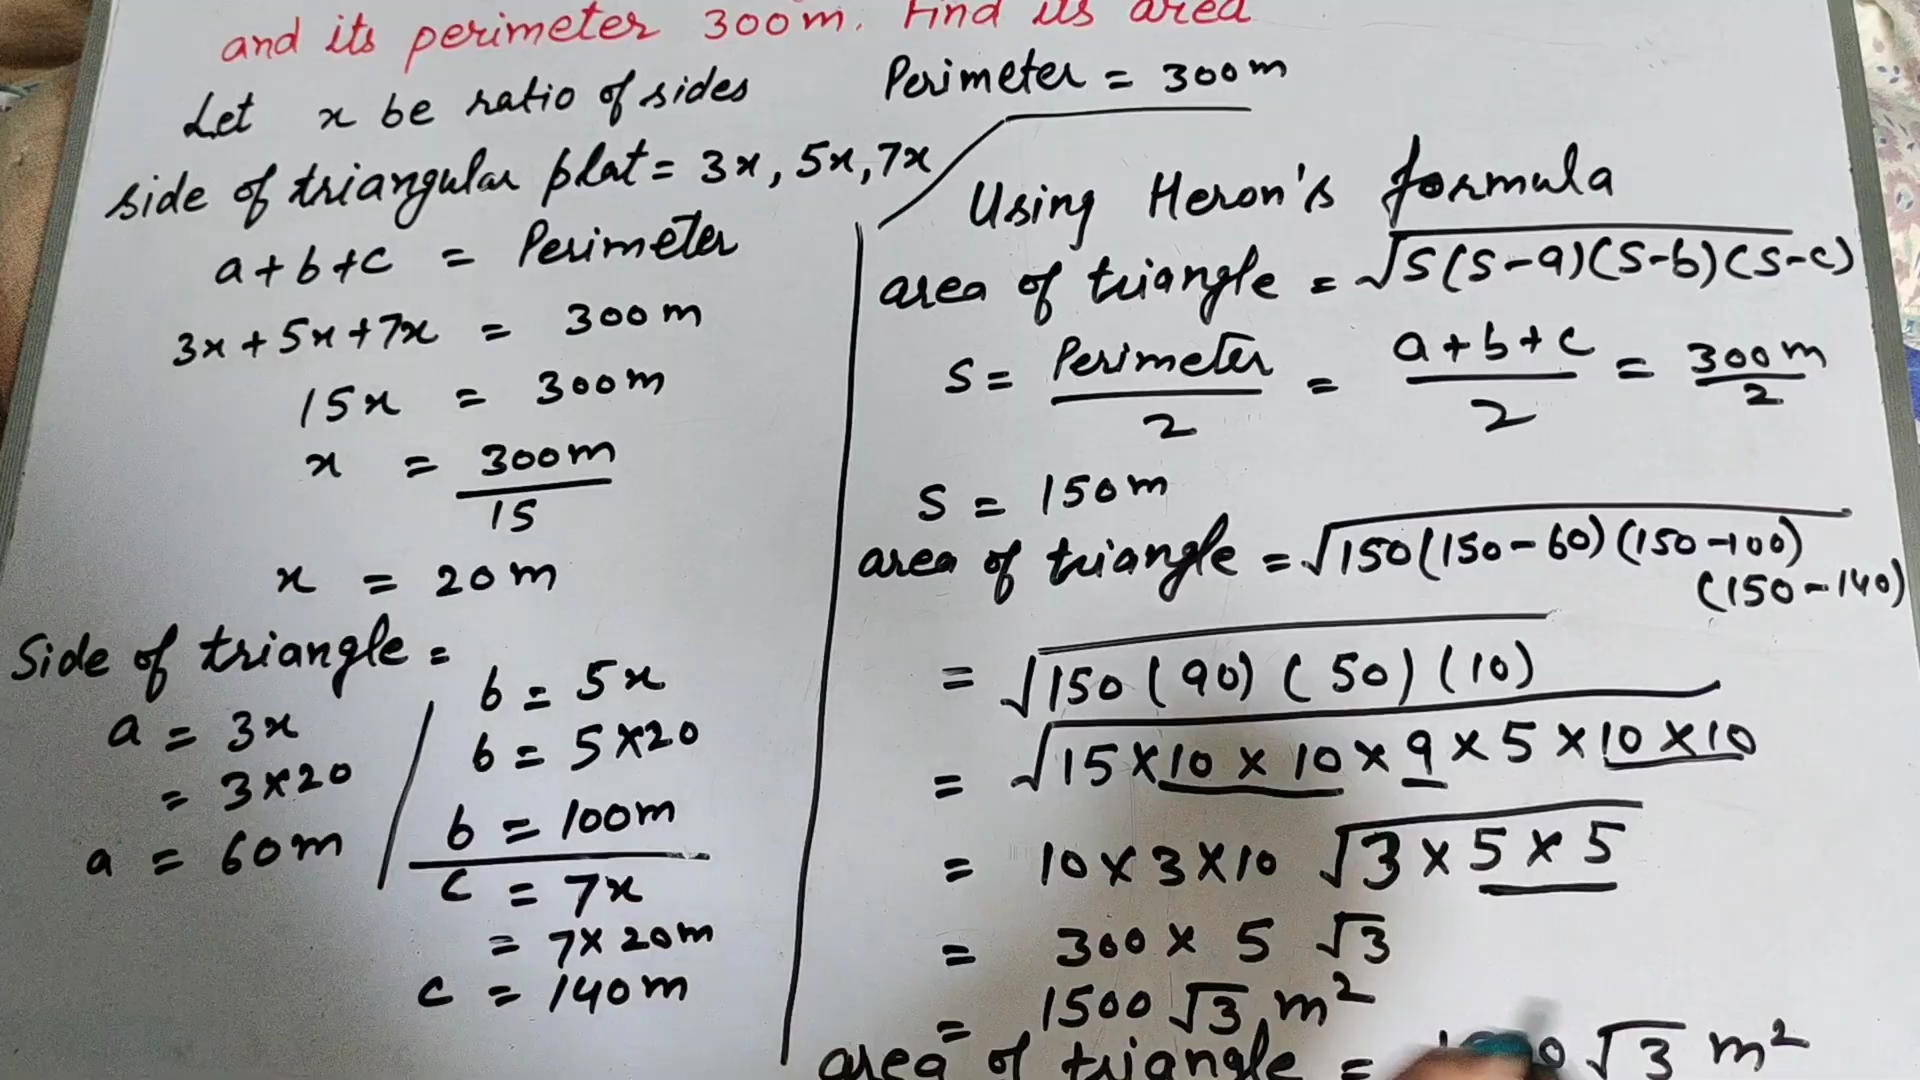 and its perimeter 300m. Find its area
Let x be ratio of sides
side of triangular plat = 3x, 5x, 7x
a+b+c = Perimeter
3x+5x+7x = 300m
15x = 300m
x = 300m
15
x = 20m
Side of triangle =
a = 3x
= 3×20
a = 60m
b = 5x
b = 5×20
b = 100m
c = 7x
= 7×20m
c = 140m
Perimeter = 300m
Using Heron's formula
area of triangle = √S(S-a)(S-b)(S-c)
S = Perimeter/2 = a+b+c/2 = 300m/2
S = 150m
area of triangle = √150(150-60)(150-100)
(150-140)
= √150(90)(50)(10)
= √15×10×10×9×5×10×10
= 10×3×10 √3×5×5
= 300×5 √3
= 1500√3 m²
area of triangle = √3 m²